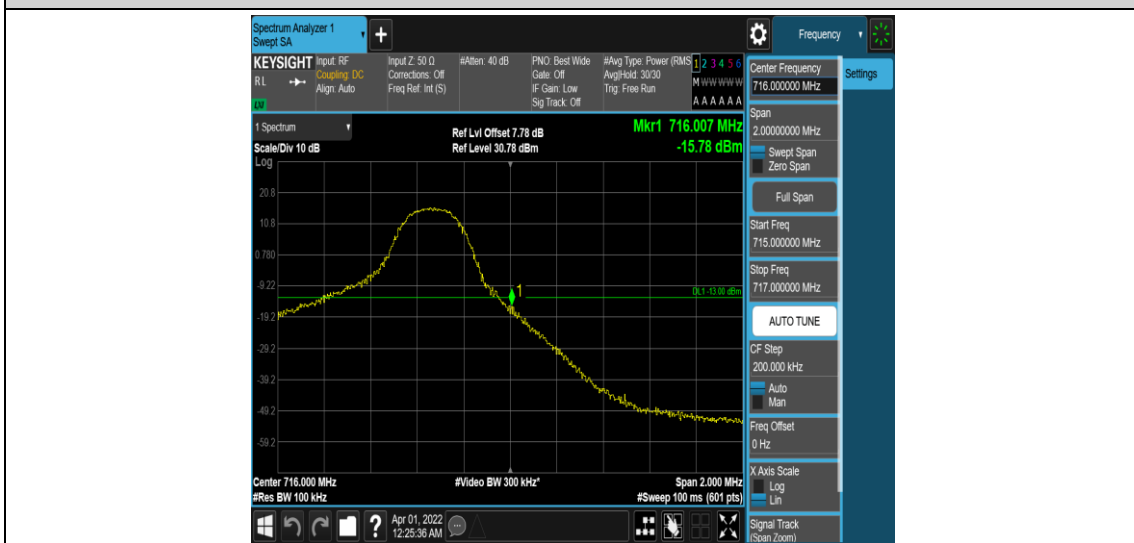 Spectrum Analyzer 1
Swept SA
+
Frequency
KEYSIGHT
RL
LXI
Input: RF
Coupling: DC
Align: Auto
Input Z: 50 Ω
Corrections: Off
Freq Ref: Int (S)
#Atten: 40 dB
PNO: Best Wide
Gate: Off
IF Gain: Low
Sig Track: Off
#Avg Type: Power (RMS
Avg|Hold: 30/30
Trig: Free Run
1 2 3 4 5 6
M W W W W W
A A A A A A
1 Spectrum
Scale/Div 10 dB
Log
Ref Lvl Offset 7.78 dB
Ref Level 30.78 dBm
Mkr1 716.007 MHz
-15.78 dBm
20.8
10.8
0.780
-9.22
-19.2
-29.2
-39.2
-49.2
-59.2
1
DL1 -13.00 dBm
Center 716.000 MHz
#Res BW 100 kHz
#Video BW 300 kHz*
Span 2.000 MHz
#Sweep 100 ms (601 pts)
?
Apr 01, 2022
12:25:36 AM
Center Frequency
716.000000 MHz
Settings
Span
2.00000000 MHz
Swept Span
Zero Span
Full Span
Start Freq
715.000000 MHz
Stop Freq
717.000000 MHz
AUTO TUNE
CF Step
200.000 kHz
Auto
Man
Freq Offset
0 Hz
X Axis Scale
Log
Lin
Signal Track
(Span Zoom)